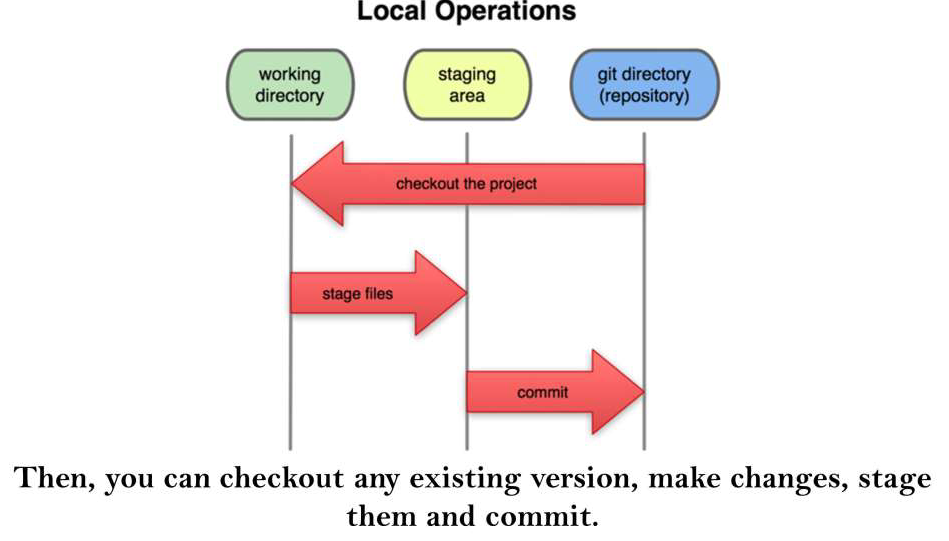 Local Operations
working
directory
staging
area
git directory
(repository)
checkout the project
stage files
commit
Then, you can checkout any existing version, make changes, stage
them and commit.